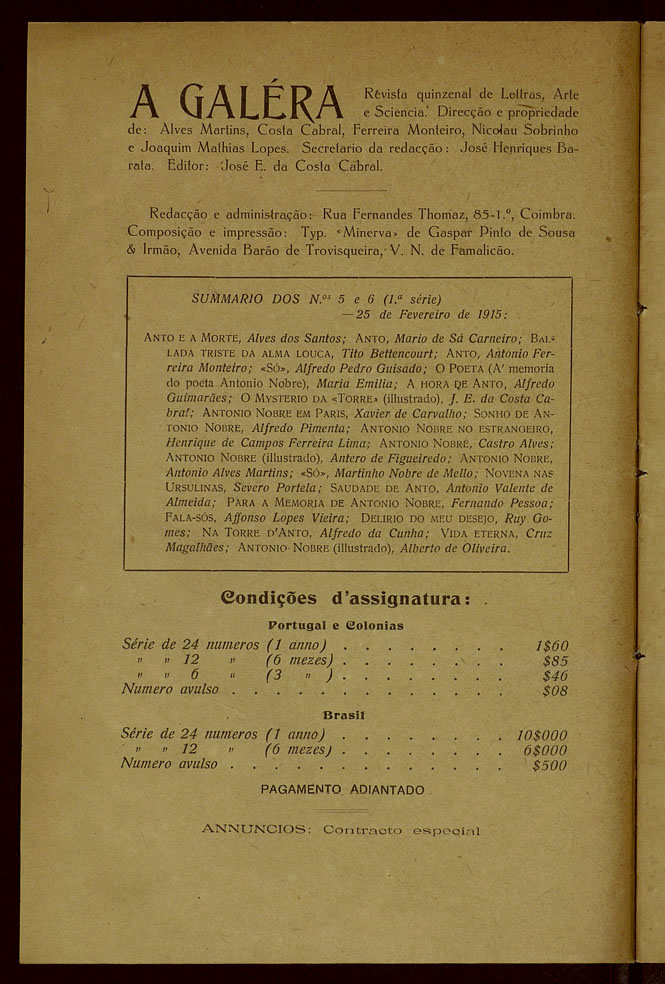 A GALÉRA Revista quinzenal de Lettras, Arte
e Sciencia. Direcção e propriedade
de: Alves Martins, Costa Cabral, Ferreira Monteiro, Nicolau Sobrinho
e Joaquim Mathias Lopes. Secretario da redacção: José Henriques Ba-
rata. Editor: José E. da Costa Cabral.
Redacção e administração: Rua Fernandes Thomaz, 85-1.º, Coimbra.
Composição e impressão: Typ. «Minerva» de Gaspar Pinto de Sousa
& Irmão, Avenida Barão de Trovisqueira, V. N. de Famalicão.
SUMMARIO DOS N.os 5 e 6 (1.ª série)
—25 de Fevereiro de 1915:
ANTO E A MORTE, Alves dos Santos; ANTO, Mario de Sá Carneiro; BAL-
LADA TRISTE DA ALMA LOUCA, Tito Bettencourt; ANTO, Antonio Fer-
reira Monteiro; «SÓ», Alfredo Pedro Guisado; O POETA (A' memoria
do poeta Antonio Nobre), Maria Emilia; A HORA DE ANTO, Alfredo
Guimarães; O MYSTERIO DA «TORRE» (illustrado), J. E. da Costa Ca-
bral; ANTONIO NOBRE EM PARIS, Xavier de Carvalho; SONHO DE AN-
TONIO NOBRE, Alfredo Pimenta; ANTONIO NOBRE NO ESTRANGEIRO,
Henrique de Campos Ferreira Lima; ANTONIO NOBRE, Castro Alves;
ANTONIO NOBRE (illustrado), Antero de Figueiredo; ANTONIO NOBRE,
Antonio Alves Martins; «SÓ», Martinho Nobre de Mello; NOVENA NAS
URSULINAS, Severo Portela; SAUDADE DE ANTO, Antonio Valente de
Almeida; PARA A MEMORIA DE ANTONIO NOBRE, Fernando Pessoa;
FALA-SÓS, Affonso Lopes Vieira; DELIRIO DO MEU DESEJO, Ruy Go-
mes; NA TORRE D'ANTO, Alfredo da Cunha; VIDA ETERNA, Cruz
Magalhães; ANTONIO NOBRE (illustrado), Alberto de Oliveira.
Condições d'assignatura:
Portugal e Colonias
Série de 24 numeros (1 anno) . . . . . . . . 1$60
" " 12 " (6 mezes) . . . . . . . . $85
" " 6 " (3 " ) . . . . . . . . $46
Numero avulso . . . . . . . . . . . . . $08
Brasil
Série de 24 numeros (1 anno) . . . . . . . . 10$000
" " 12 " (6 mezes) . . . . . . . . 6$000
Numero avulso . . . . . . . . . . . . . $500
PAGAMENTO ADIANTADO
ANNUNCIOS: Contracto especial